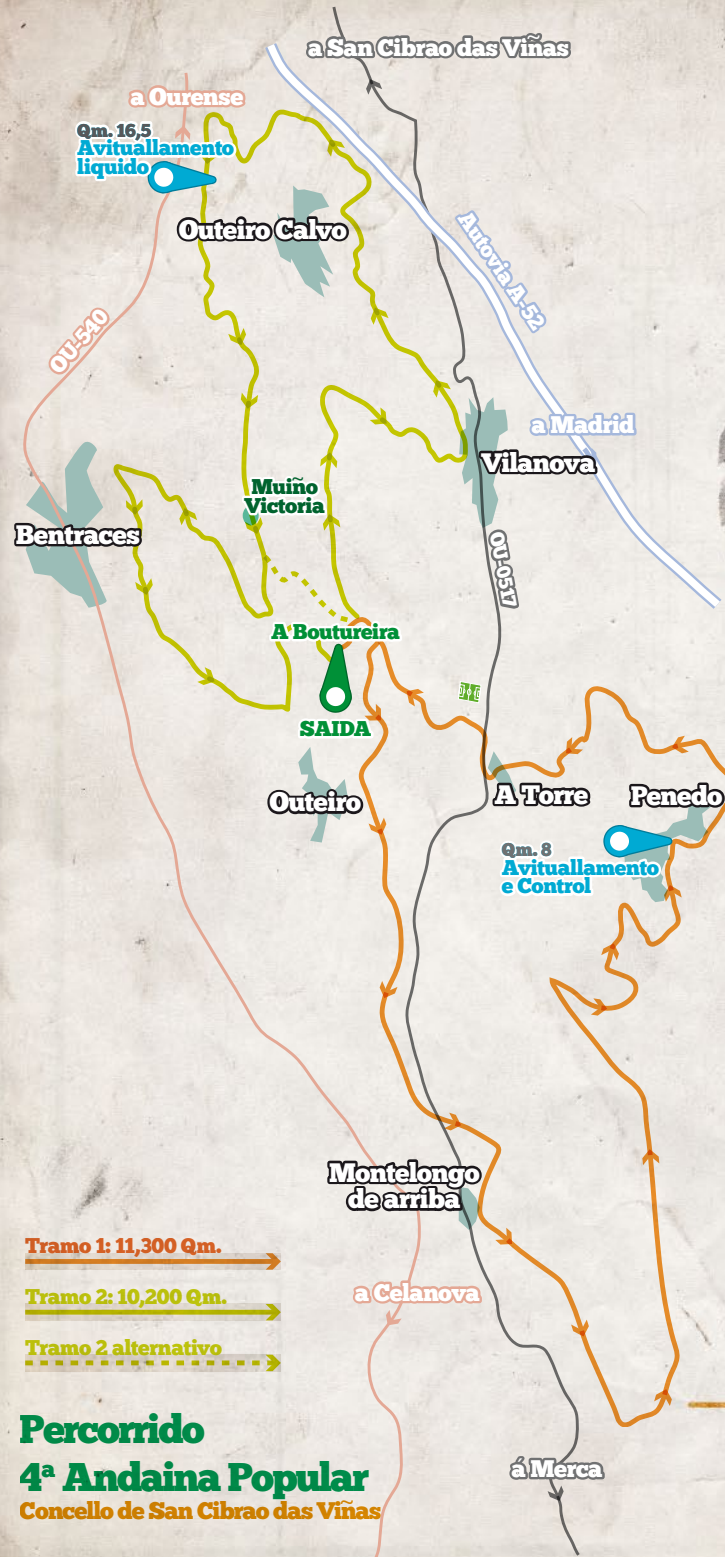 a San Cibrao das Viñas
a Ourense
Qm. 16,5
Avituallamento
liquido
Outeiro Calvo
Autovia A-52
OU-540
a Madrid
Vilanova
Muiño
Victoria
Bentraces
OU-0517
A Boutureira
SAIDA
Outeiro
A Torre
Penedo
Qm. 8
Avituallamento
e Control
Montelongo
de arriba
Tramo 1: 11,300 Qm.
a Celanova
Tramo 2: 10,200 Qm.
Tramo 2 alternativo
Percorrido
4ª Andaina Popular
á Merca
Concello de San Cibrao das Viñas